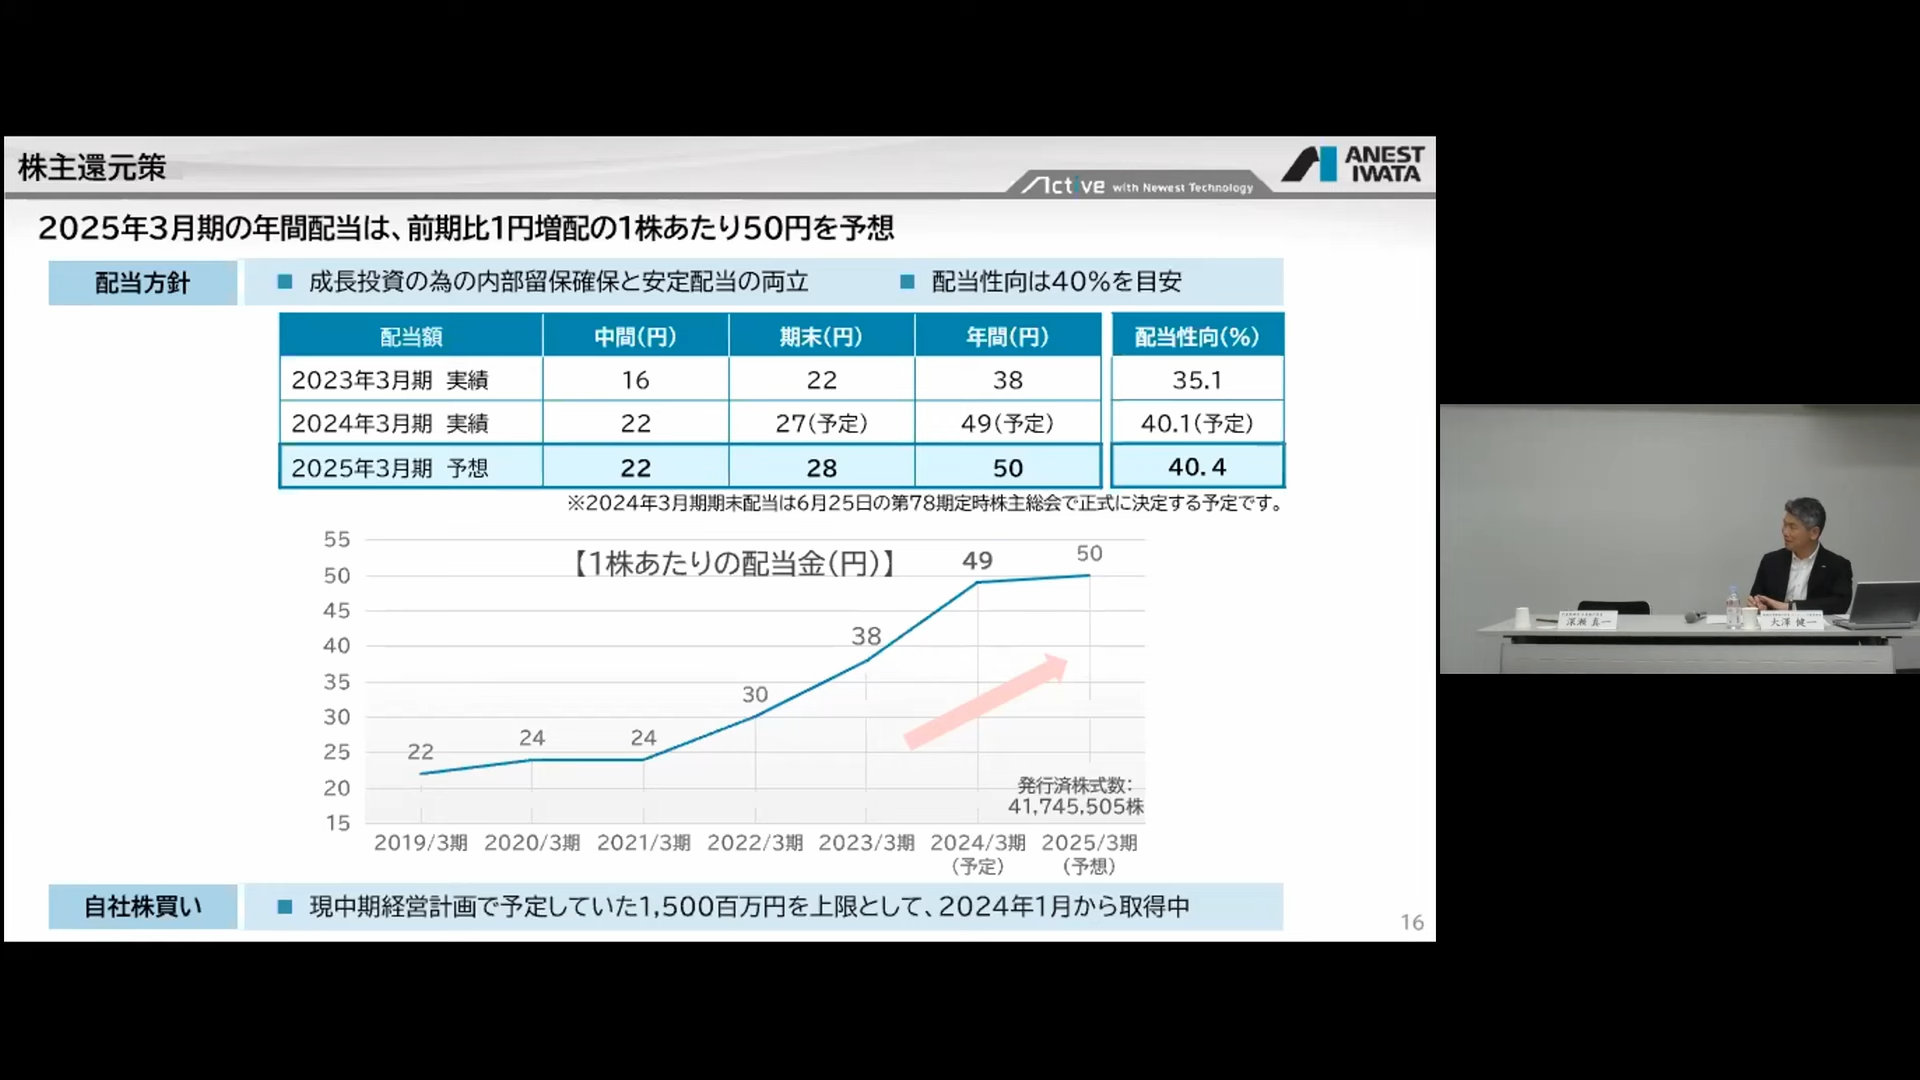 株主還元策
Active with Newest Technology
ANEST
IWATA
2025年3月期の年間配当は、前期比1円増配の1株あたり50円を予想
配当方針
■ 成長投資の為の内部留保確保と安定配当の両立
■ 配当性向は40%を目安
配当額 中間(円) 期末(円) 年間(円) 配当性向(%)
2023年3月期 実績 16 22 38 35.1
2024年3月期 実績 22 27(予定) 49(予定) 40.1(予定)
2025年3月期 予想 22 28 50 40.4
※2024年3月期期末配当は6月25日の第78期定時株主総会で正式に決定する予定です。
【1株あたりの配当金(円)】
55
50
45
40
35
30
25
20
15
22
24
24
30
38
49
50
発行済株式数:
41,745,505株
2019/3期 2020/3期 2021/3期 2022/3期 2023/3期 2024/3期 2025/3期
(予定) (予想)
自社株買い
■ 現中期経営計画で予定していた1,500百万円を上限として、2024年1月から取得中
16
深瀬 真一
大澤 健一